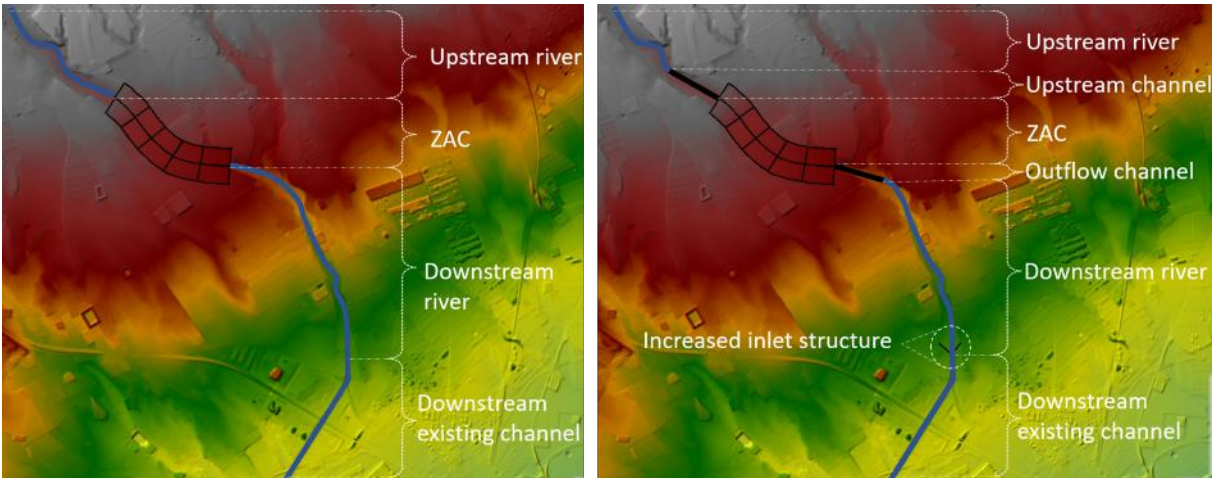 Upstream river
ZAC
Downstream
river
Downstream
existing channel
Upstream river
Upstream channel
ZAC
Outflow channel
Downstream river
Increased inlet structure
Downstream
existing channel